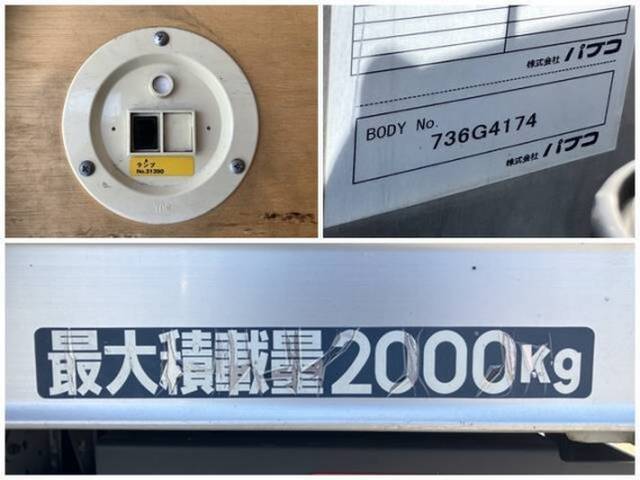 ランプ
No.31390
株式会社 パブコ
BODY No.
736G4174
株式会社 パブコ
最大積載量2000kg